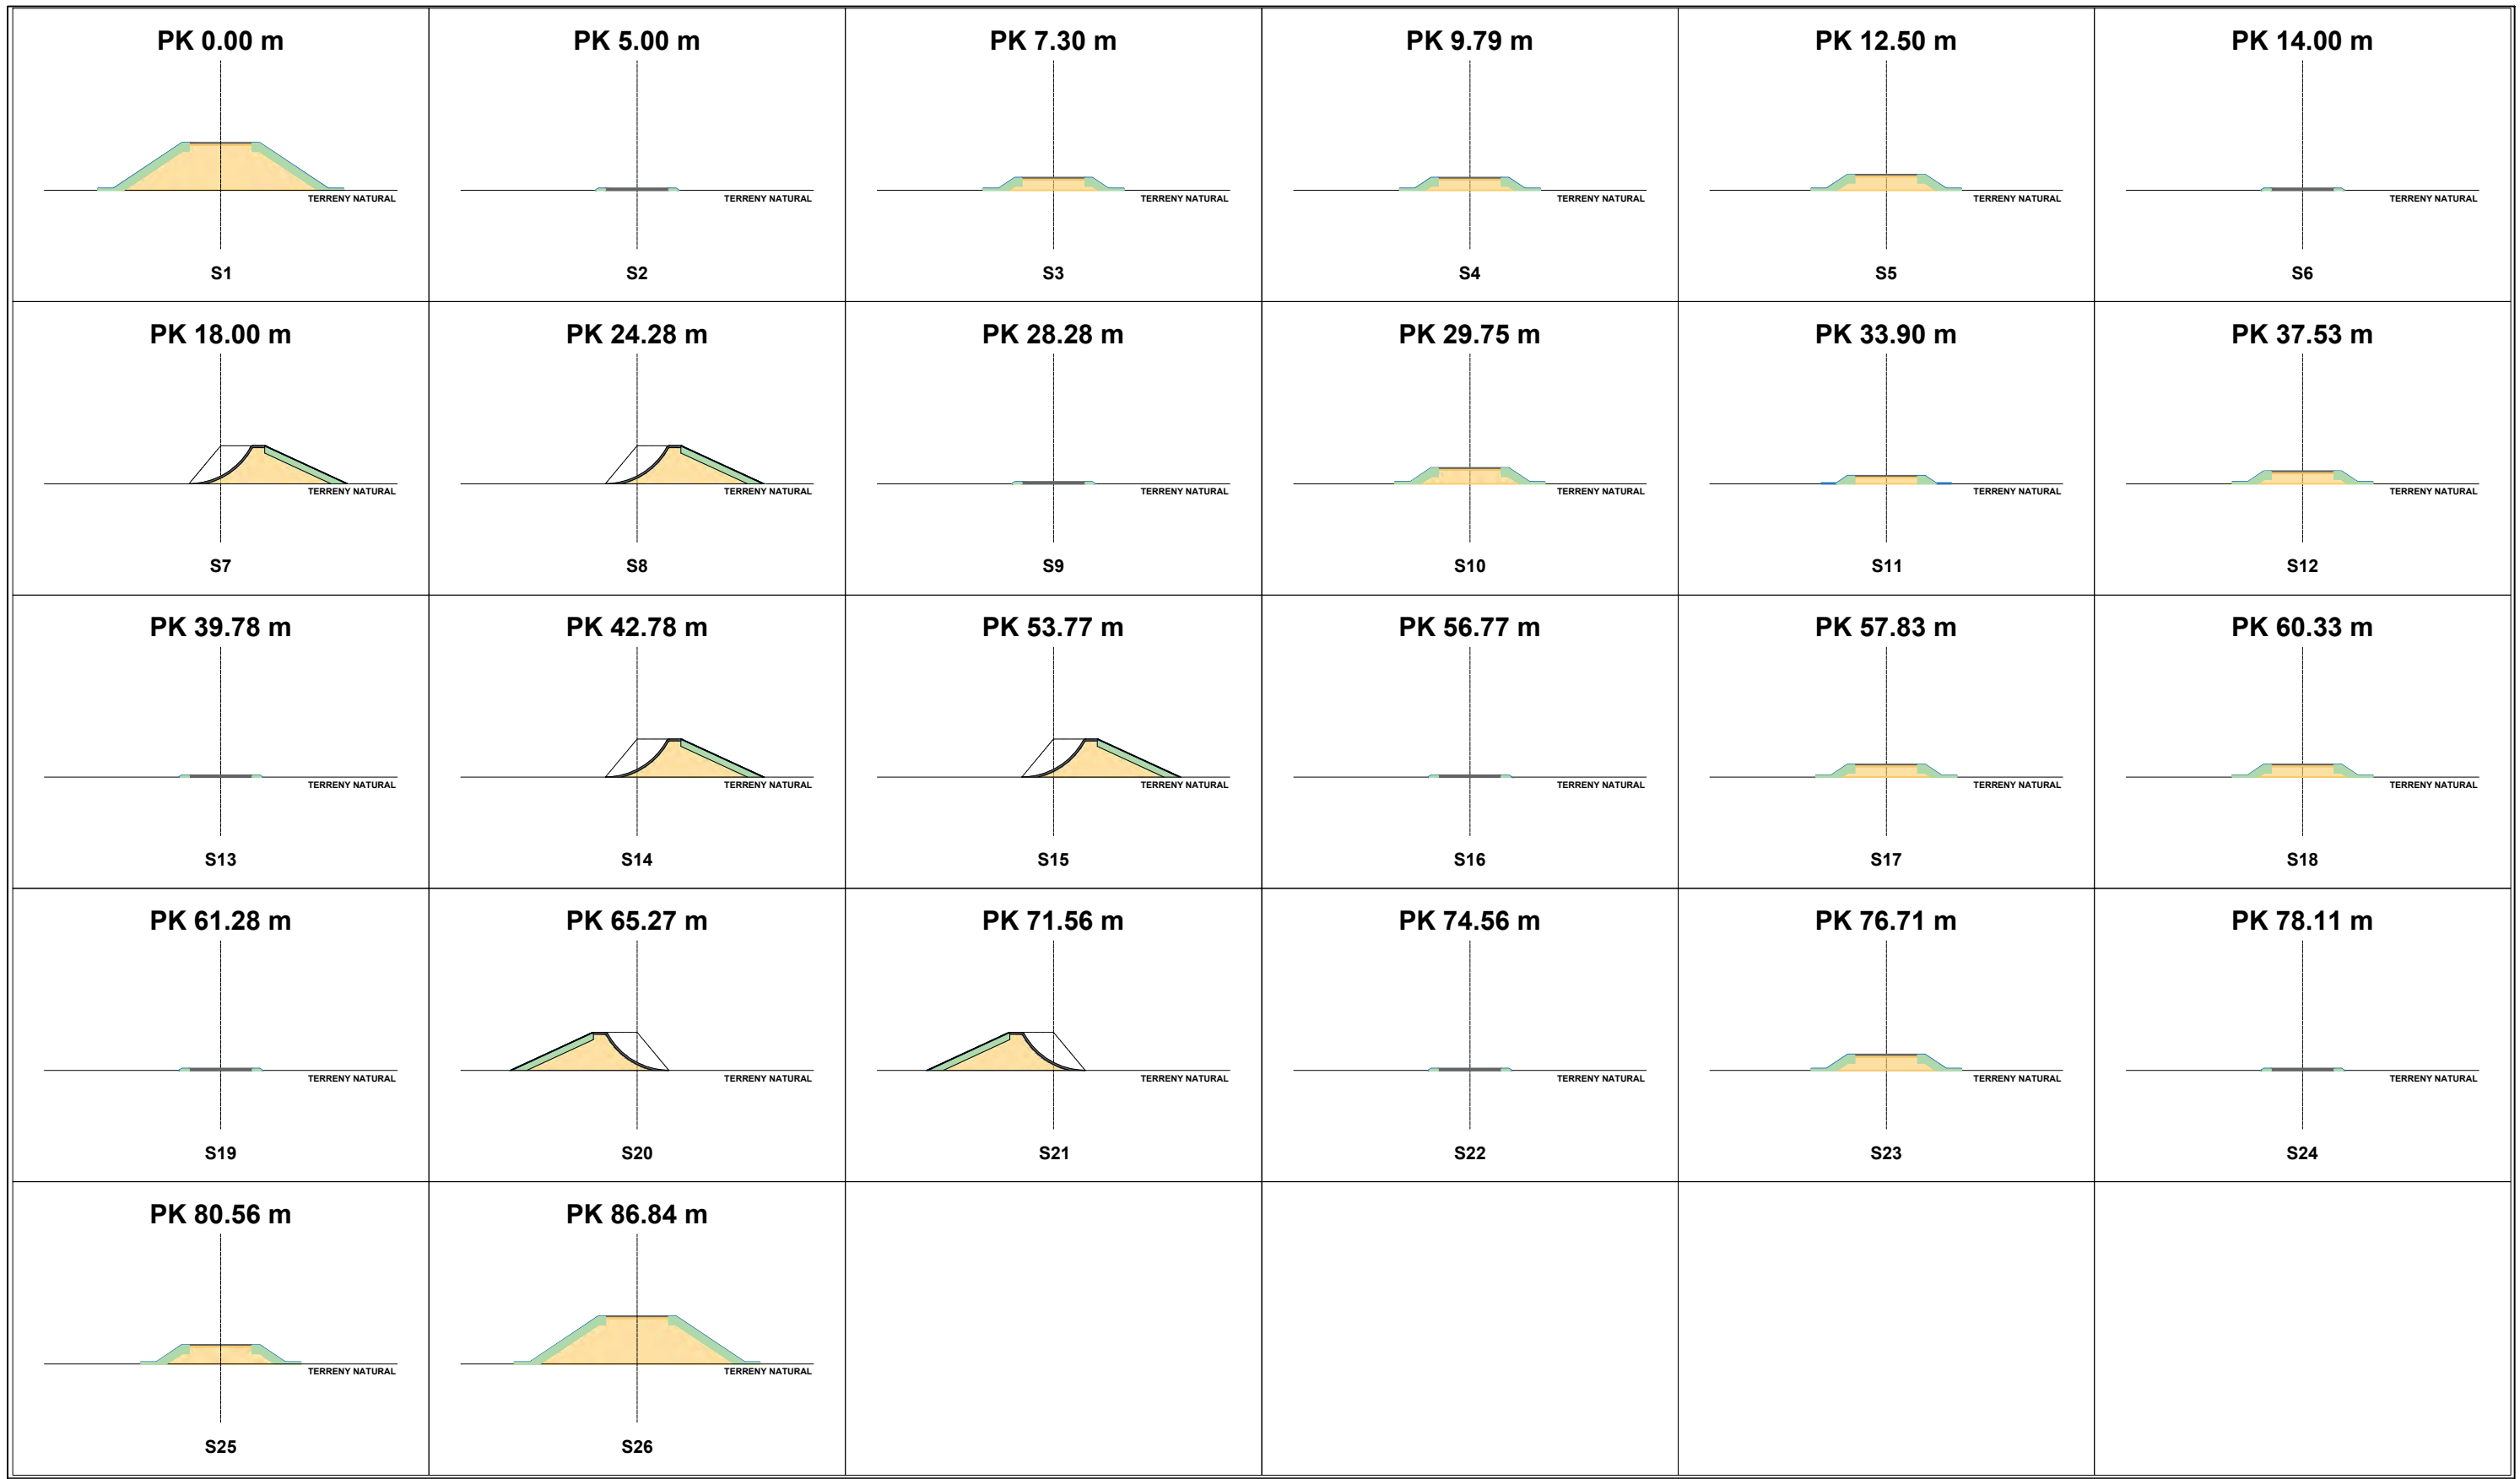 PK 0.00 m
TERRENY NATURAL
S1
PK 5.00 m
TERRENY NATURAL
S2
PK 7.30 m
TERRENY NATURAL
S3
PK 9.79 m
TERRENY NATURAL
S4
PK 12.50 m
TERRENY NATURAL
S5
PK 14.00 m
TERRENY NATURAL
S6
PK 18.00 m
TERRENY NATURAL
S7
PK 24.28 m
TERRENY NATURAL
S8
PK 28.28 m
TERRENY NATURAL
S9
PK 29.75 m
TERRENY NATURAL
S10
PK 33.90 m
TERRENY NATURAL
S11
PK 37.53 m
TERRENY NATURAL
S12
PK 39.78 m
TERRENY NATURAL
S13
PK 42.78 m
TERRENY NATURAL
S14
PK 53.77 m
TERRENY NATURAL
S15
PK 56.77 m
TERRENY NATURAL
S16
PK 57.83 m
TERRENY NATURAL
S17
PK 60.33 m
TERRENY NATURAL
S18
PK 61.28 m
TERRENY NATURAL
S19
PK 65.27 m
TERRENY NATURAL
S20
PK 71.56 m
TERRENY NATURAL
S21
PK 74.56 m
TERRENY NATURAL
S22
PK 76.71 m
TERRENY NATURAL
S23
PK 78.11 m
TERRENY NATURAL
S24
PK 80.56 m
TERRENY NATURAL
S25
PK 86.84 m
TERRENY NATURAL
S26